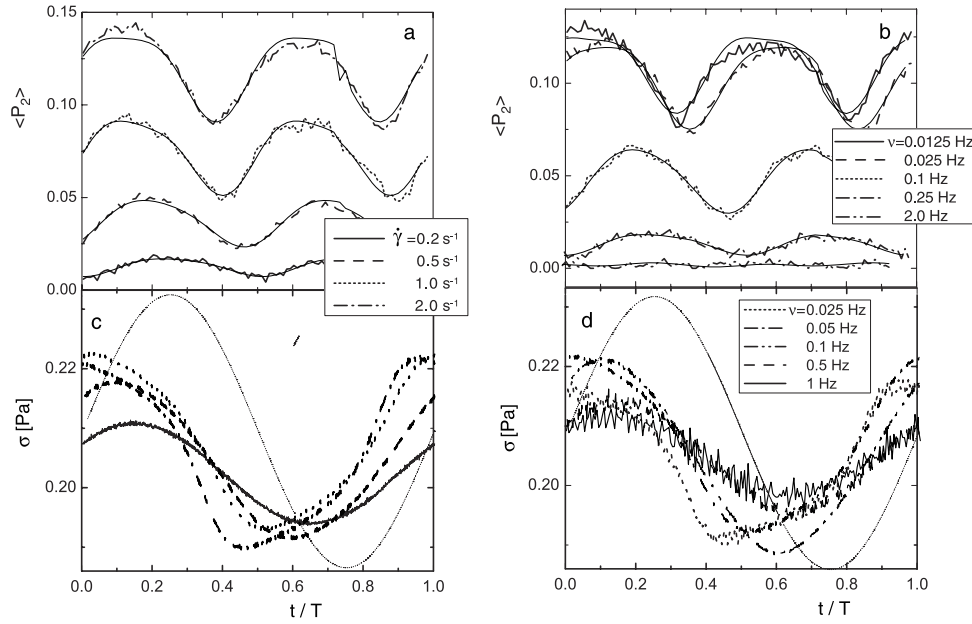 0.15
0.10
0.05
0.00
<P₂>
a
γ̇ =0.2 s⁻¹
0.5 s⁻¹
1.0 s⁻¹
2.0 s⁻¹
0.10
0.05
0.00
<P₂>
b
ν=0.0125 Hz
0.025 Hz
0.1 Hz
0.25 Hz
2.0 Hz
c
0.22
0.20
σ [Pa]
0.0 0.2 0.4 0.6 0.8 1.0
t / T
d
ν=0.025 Hz
0.05 Hz
0.1 Hz
0.5 Hz
1 Hz
0.22
0.20
σ [Pa]
0.0 0.2 0.4 0.6 0.8 1.0
t / T